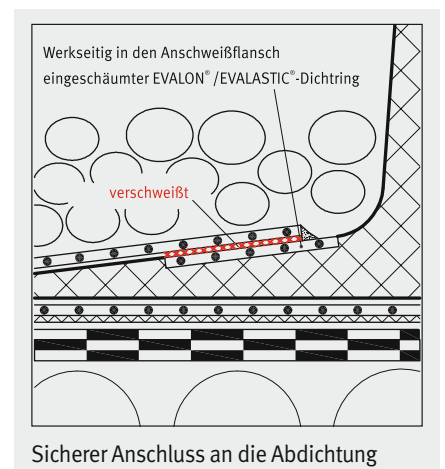 Werkseitig in den Anschweißflansch
eingeschäumter EVALON® /EVALASTIC®-Dichtring
verschweißt
Sicherer Anschluss an die Abdichtung